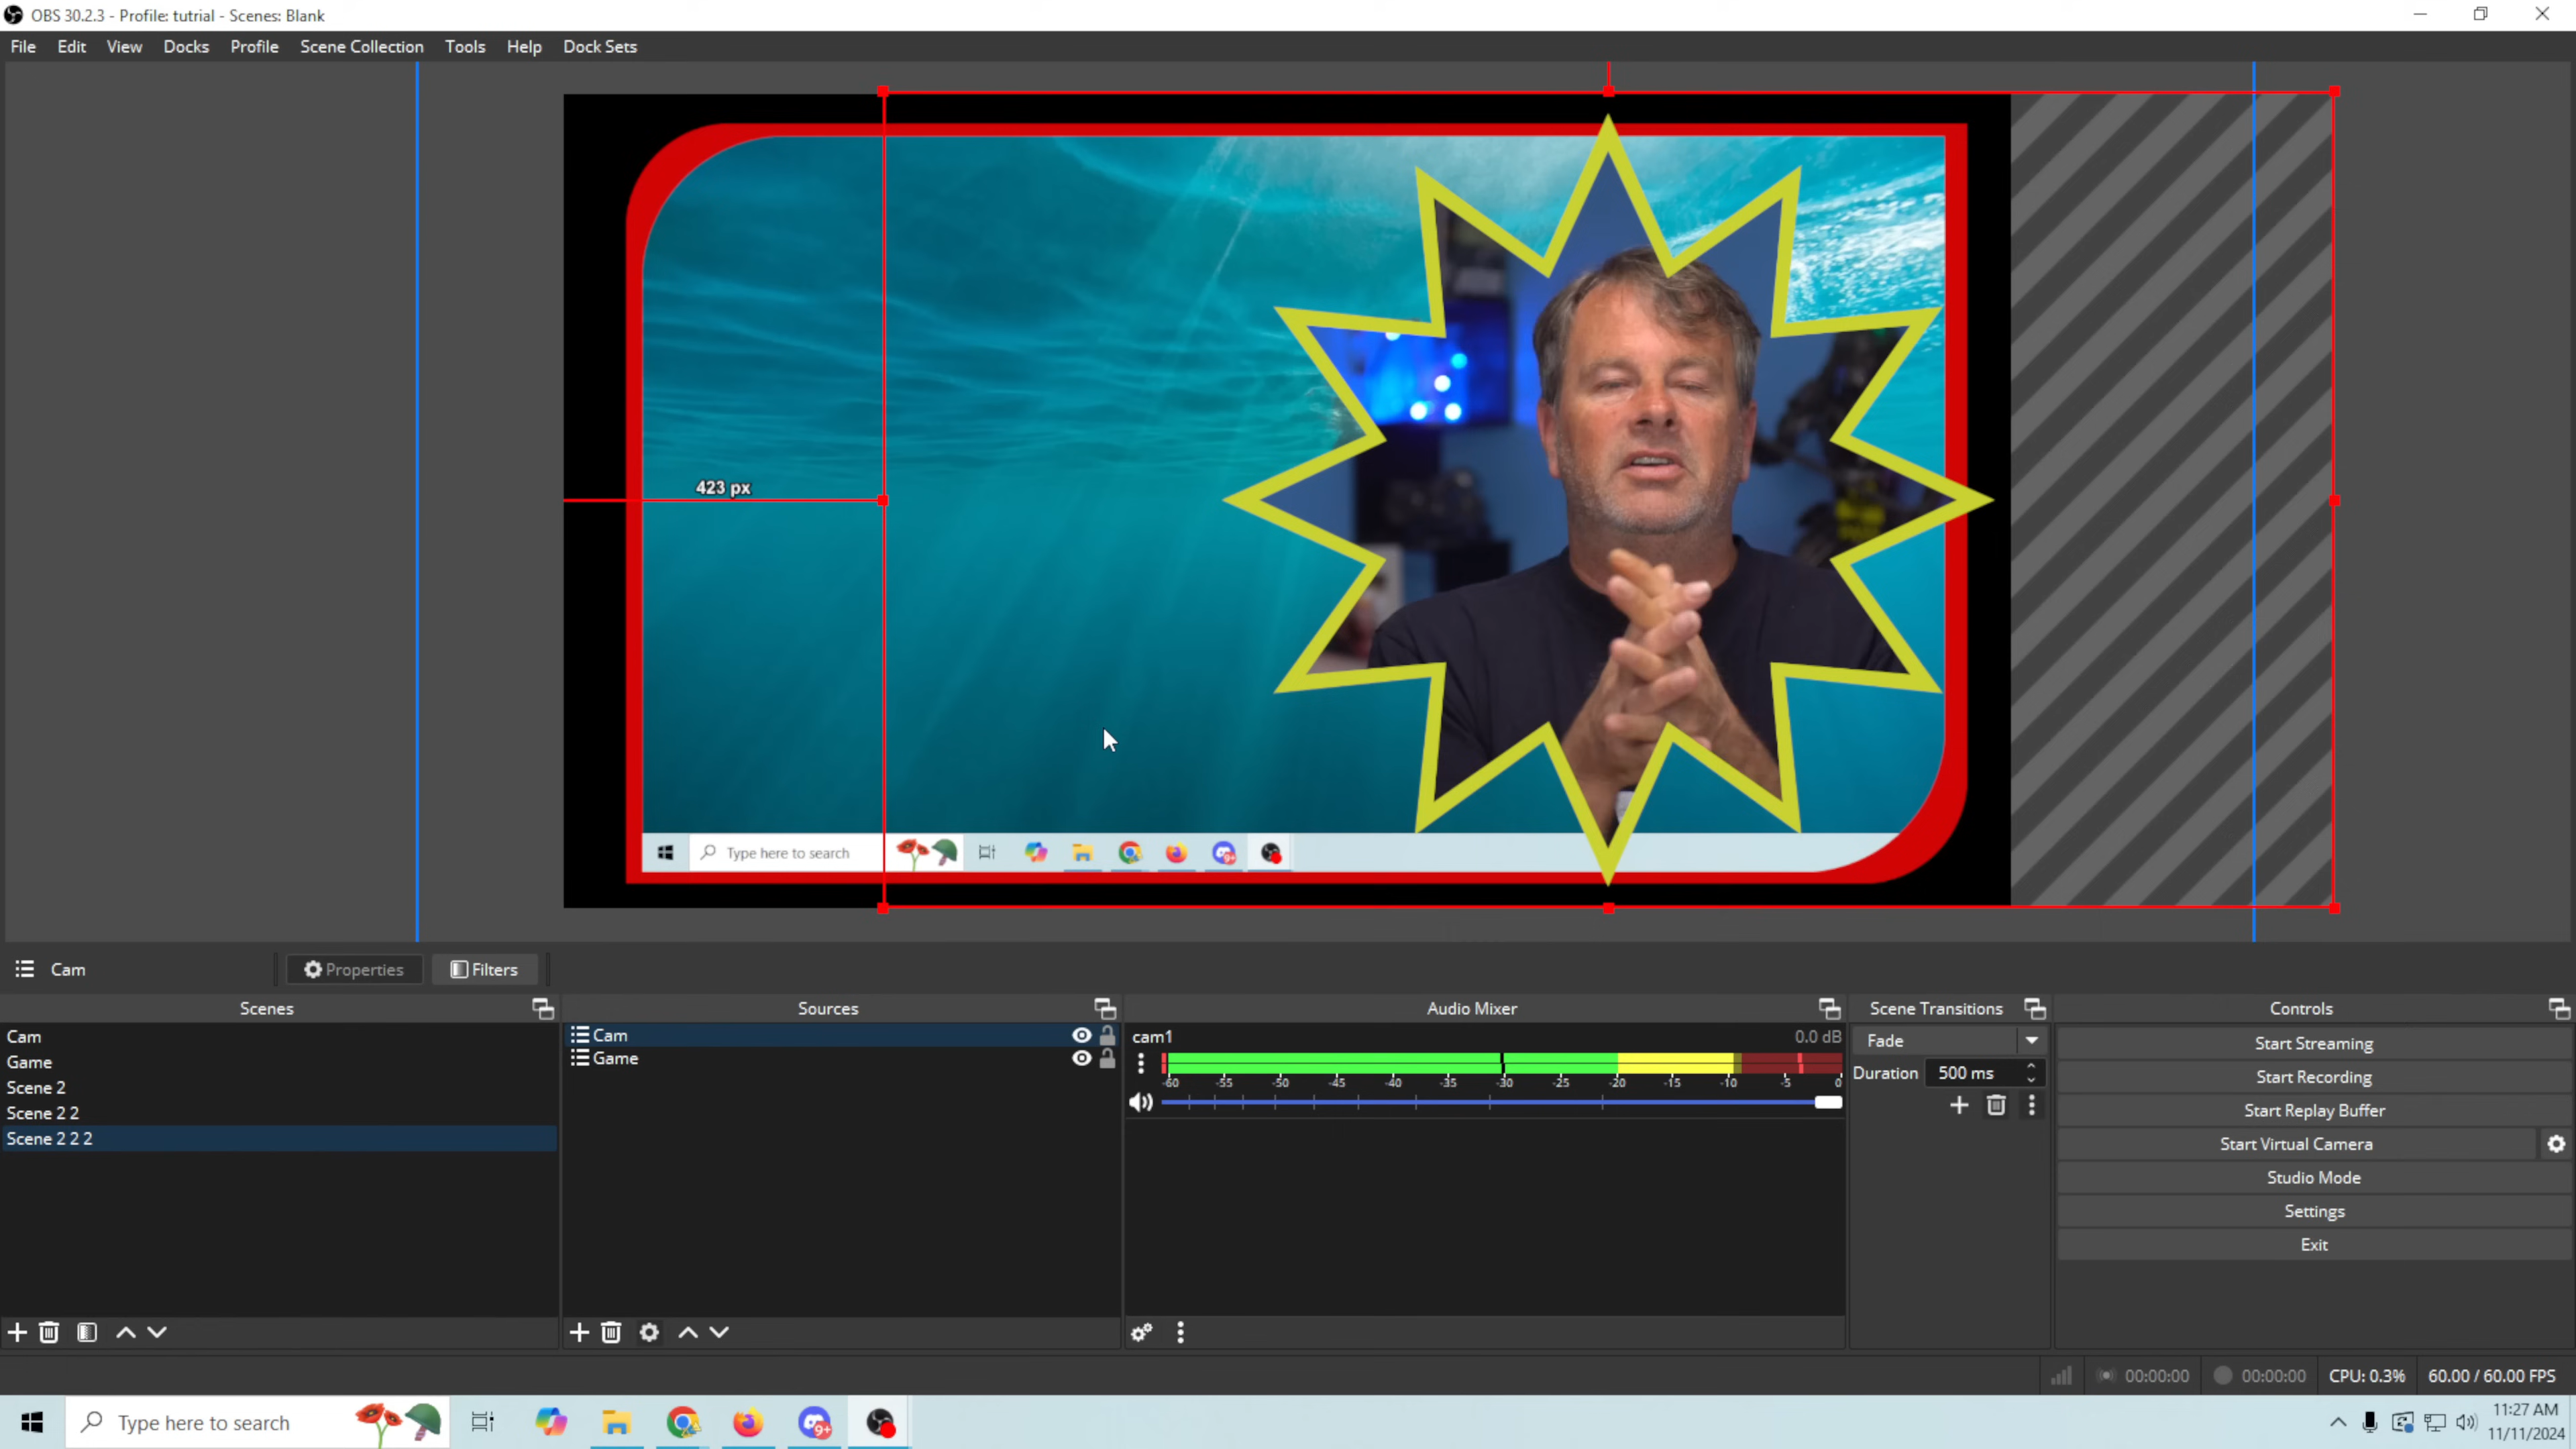 OBS 30.2.3 - Profile: tutrial - Scenes: Blank
File Edit View Docks Profile Scene Collection Tools Help Dock Sets
423 px
Type here to search
9+
Cam Properties Filters
Scenes Sources Audio Mixer Scene Transitions Controls
Cam
Game
Scene 2
Scene 2 2
Scene 2 2 2
Cam
Game
cam1 0.0 dB
-60 -55 -50 -45 -40 -35 -30 -25 -20 -15 -10 -5 0
Fade
Duration 500 ms
Start Streaming
Start Recording
Start Replay Buffer
Start Virtual Camera
Studio Mode
Settings
Exit
00:00:00 00:00:00 CPU: 0.3% 60.00 / 60.00 FPS
Type here to search
9+
11:27 AM
11/11/2024